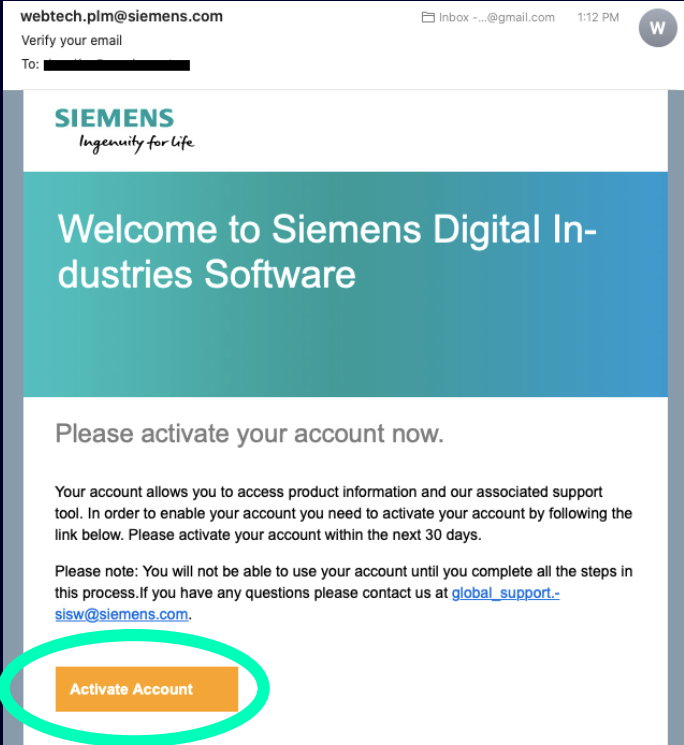 webtech.plm@siemens.com
Inbox -...@gmail.com
1:12 PM
W
Verify your email
To:
SIEMENS
Ingenuity for Life
Welcome to Siemens Digital In-
dustries Software
Please activate your account now.
Your account allows you to access product information and our associated support
tool. In order to enable your account you need to activate your account by following the
link below. Please activate your account within the next 30 days.
Please note: You will not be able to use your account until you complete all the steps in
this process.If you have any questions please contact us at global_support.-
sisw@siemens.com.
Activate Account